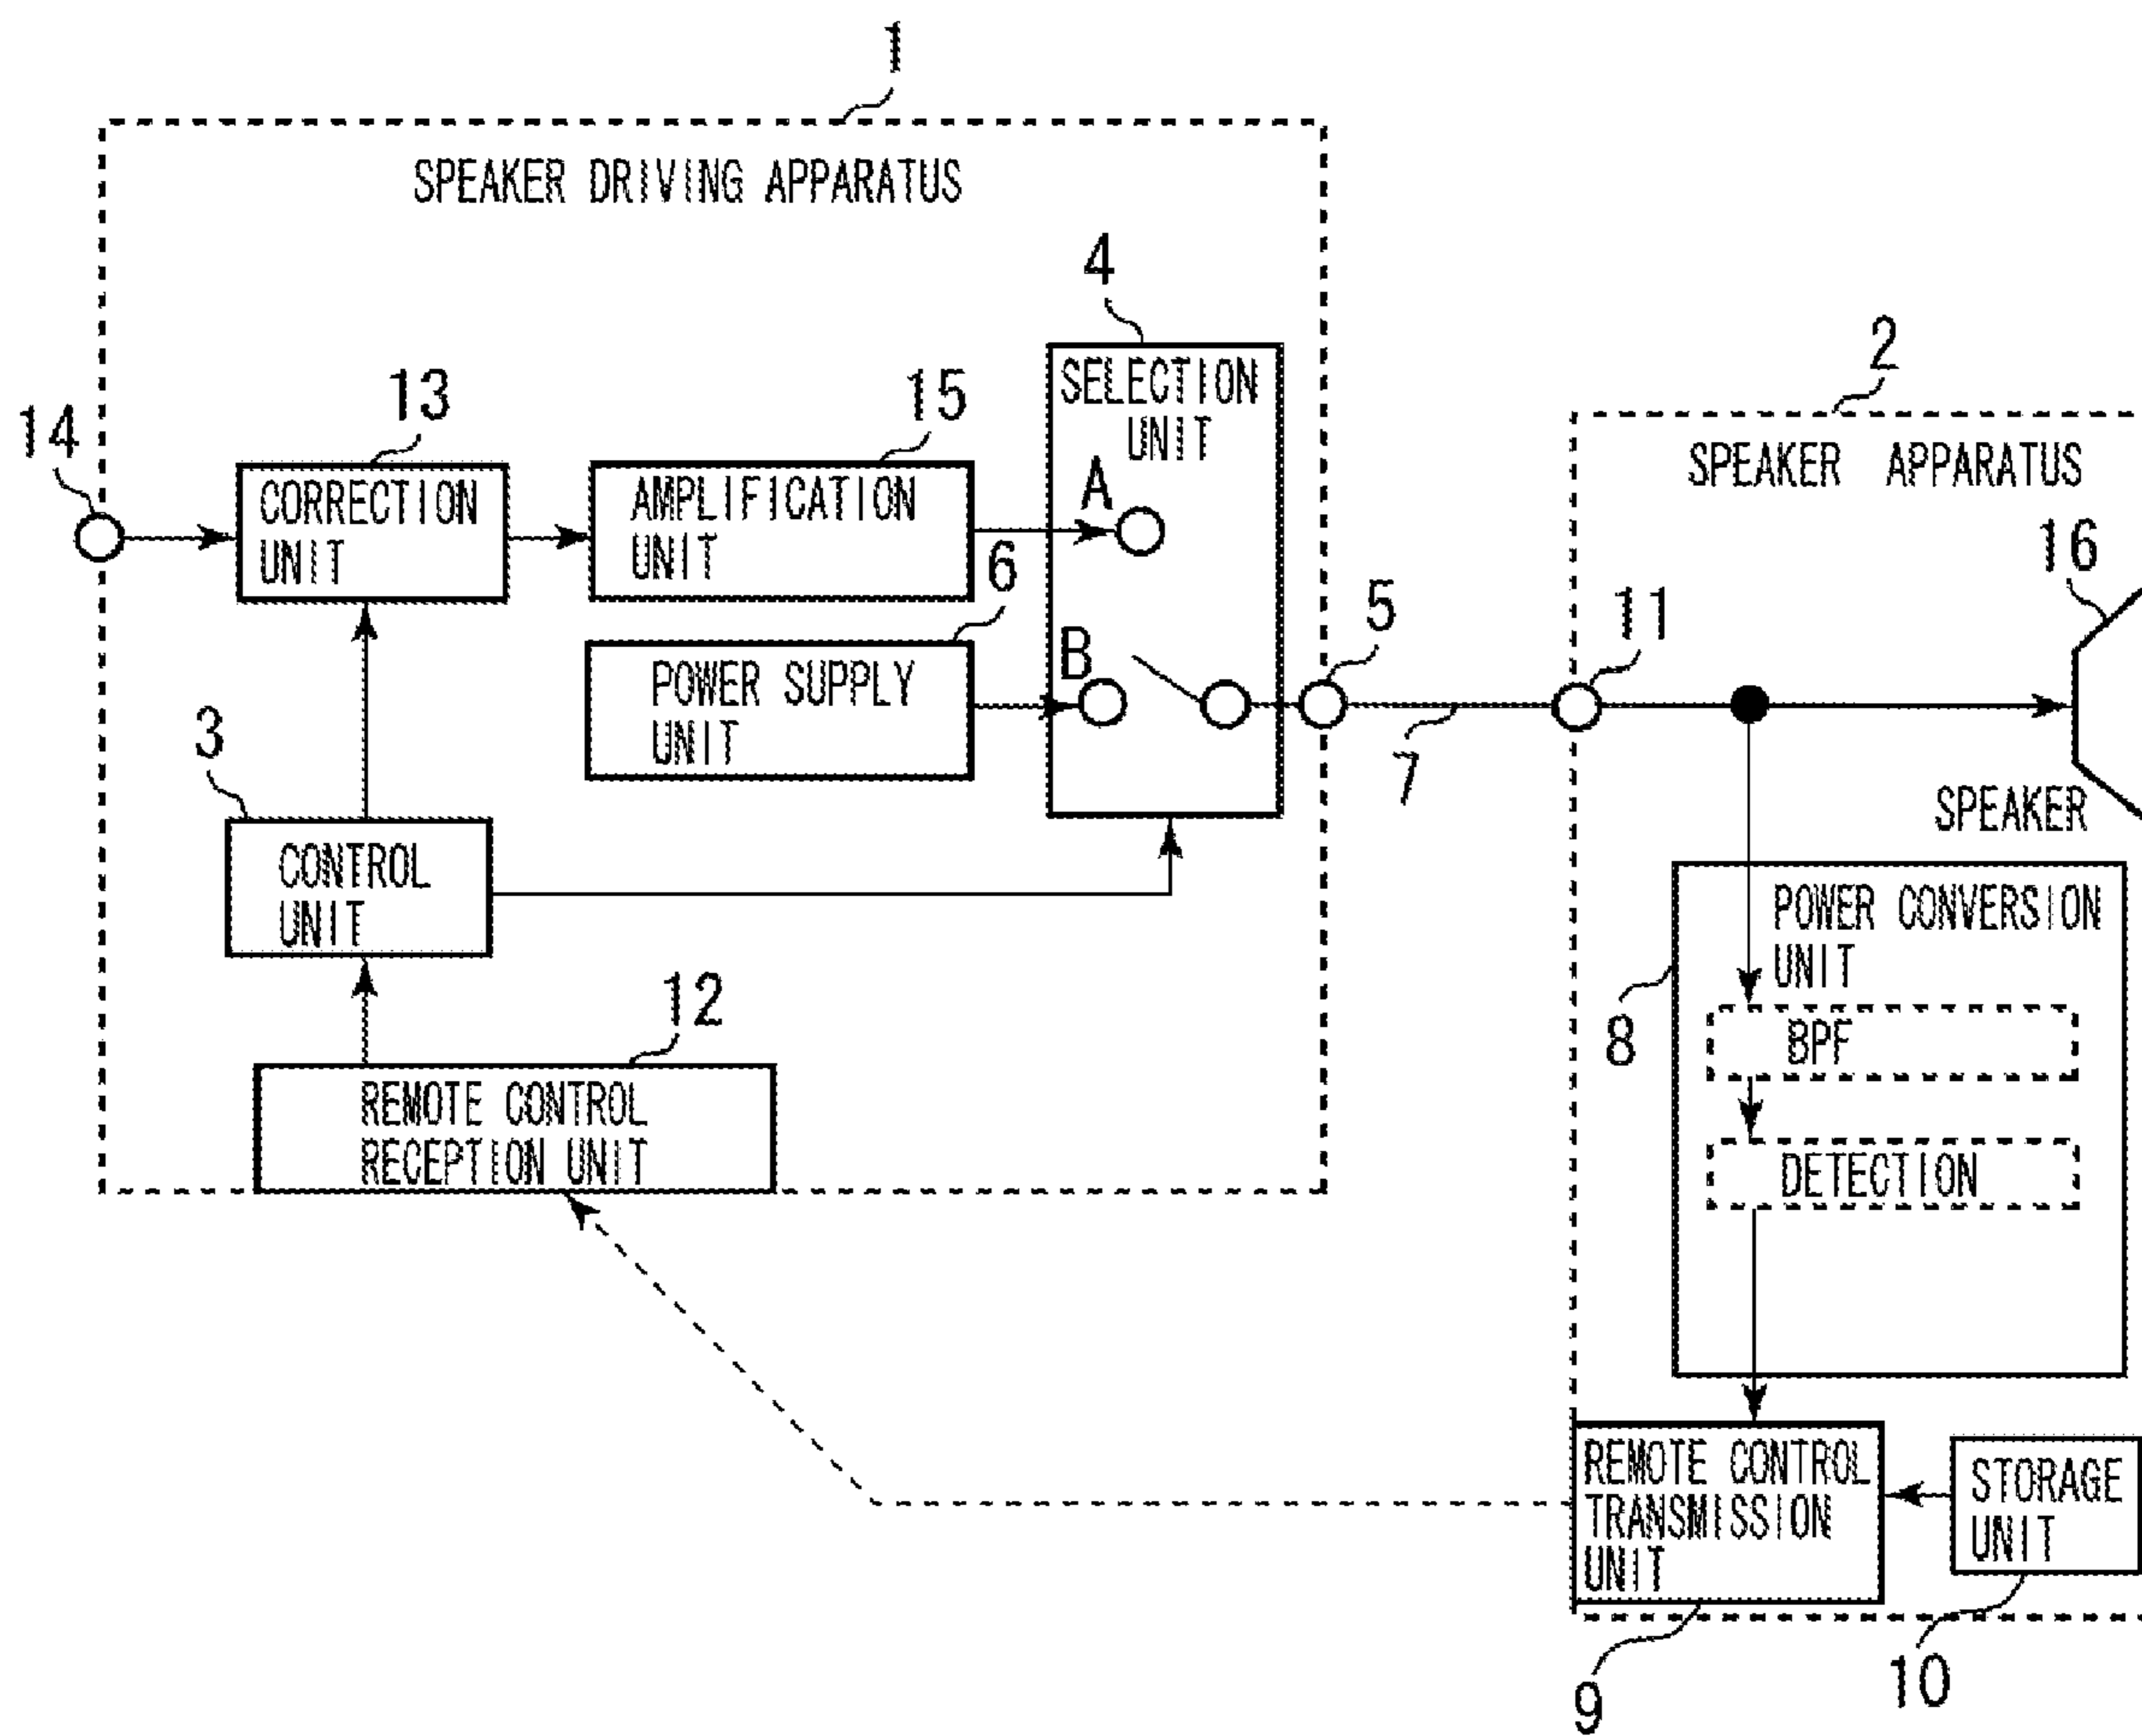 1
SPEAKER DRIVING APPARATUS
4
2
SELECTION
UNIT
13
15
14
SPEAKER APPARATUS
CORRECTION
UNIT
AMPLIFICATION
UNIT
A
6
16
5
11
B
POWER SUPPLY
UNIT
3
7
SPEAKER
CONTROL
UNIT
POWER CONVERSION
UNIT
12
8
BPF
REMOTE CONTROL
RECEPTION UNIT
DETECTION
REMOTE CONTROL
TRANSMISSION
UNIT
STORAGE
UNIT
9
10